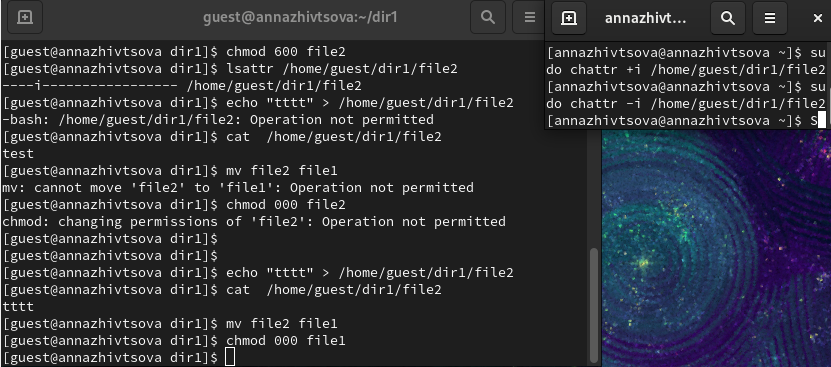 guest@annazhivtsova:~/dir1
[guest@annazhivtsova dir1]$ chmod 600 file2
[guest@annazhivtsova dir1]$ lsattr /home/guest/dir1/file2
----i----------------- /home/guest/dir1/file2
[guest@annazhivtsova dir1]$ echo "tttt" > /home/guest/dir1/file2
-bash: /home/guest/dir1/file2: Operation not permitted
[guest@annazhivtsova dir1]$ cat  /home/guest/dir1/file2
test
[guest@annazhivtsova dir1]$ mv file2 file1
mv: cannot move 'file2' to 'file1': Operation not permitted
[guest@annazhivtsova dir1]$ chmod 000 file2
chmod: changing permissions of 'file2': Operation not permitted
[guest@annazhivtsova dir1]$
[guest@annazhivtsova dir1]$
[guest@annazhivtsova dir1]$ echo "tttt" > /home/guest/dir1/file2
[guest@annazhivtsova dir1]$ cat  /home/guest/dir1/file2
tttt
[guest@annazhivtsova dir1]$ mv file2 file1
[guest@annazhivtsova dir1]$ chmod 000 file1
[guest@annazhivtsova dir1]$
annazhivt...
[annazhivtsova@annazhivtsova ~]$ su
do chattr +i /home/guest/dir1/file2
[annazhivtsova@annazhivtsova ~]$ su
do chattr -i /home/guest/dir1/file2
[annazhivtsova@annazhivtsova ~]$ S